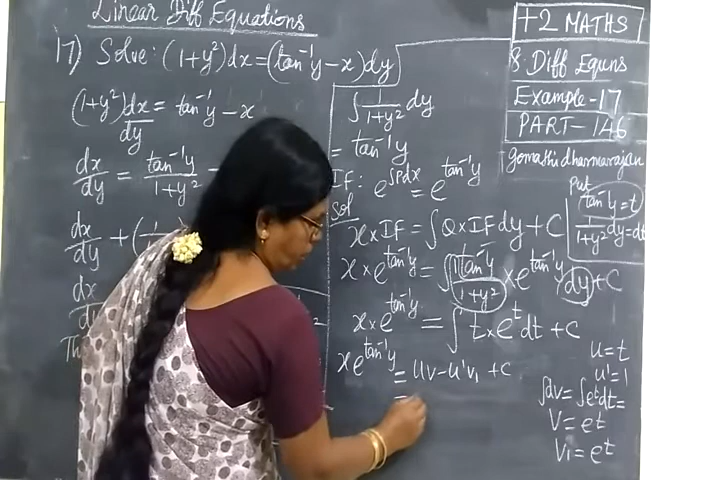 Linear Diff Equations
17) Solve: (1+y²)dx = (tan⁻¹y − x)dy
(1+y²)dx/dy = tan⁻¹y − x
dx/dy = tan⁻¹y/1+y² −
dx/dy + (
dx
∫ 1/1+y² dy
= tan⁻¹y
IF: e^∫pdx = e^tan⁻¹y
Sol
x × IF = ∫Q×IF dy + C
x × e^tan⁻¹y = ∫ tan⁻¹y/1+y² × e^tan⁻¹y dy + C
x × e^tan⁻¹y = ∫ t × e^t dt + C
x e^tan⁻¹y = uv − u'v₁ + C
=
u = t
u' = 1
∫dv = ∫e^t dt =
V = e^t
V₁ = e^t
+2 MATHS
8. Diff Equns
Example-17
PART-146
Gomathi dharmarajan
Put
tan⁻¹y = t
1/1+y² dy = dt